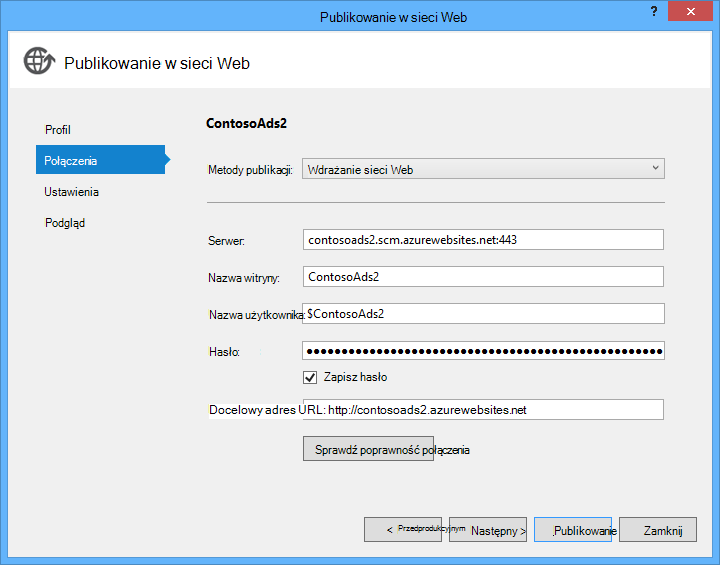 Publikowanie w sieci Web
?
Publikowanie w sieci Web
Profil
Połączenia
Ustawienia
Podgląd
ContosoAds2
Metody publikacji: Wdrażanie sieci Web
Serwer: contosoads2.scm.azurewebsites.net:443
Nazwa witryny: ContosoAds2
Nazwa użytkownika: $ContosoAds2
Hasło:
Zapisz hasło
Docelowy adres URL: http://contosoads2.azurewebsites.net
Sprawdź poprawność połączenia
< Przedprodukcyjnym Następny > Publikowanie Zamknij